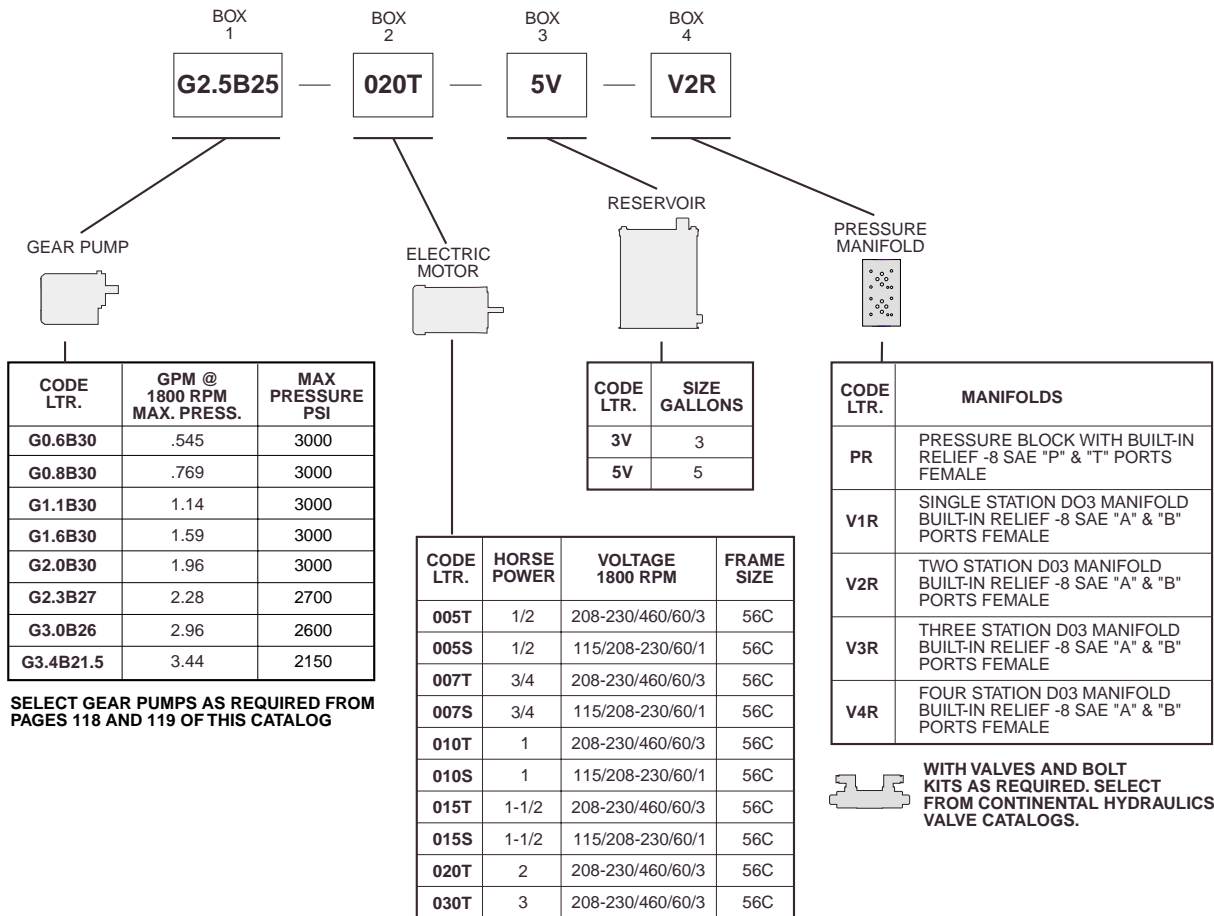 BOX
1
BOX
2
BOX
3
BOX
4
G2.5B25 — 020T — 5V — V2R
GEAR PUMP
ELECTRIC
MOTOR
RESERVOIR
PRESSURE
MANIFOLD
CODE
LTR.
GPM @
1800 RPM
MAX. PRESS.
MAX
PRESSURE
PSI
G0.6B30 .545 3000
G0.8B30 .769 3000
G1.1B30 1.14 3000
G1.6B30 1.59 3000
G2.0B30 1.96 3000
G2.3B27 2.28 2700
G3.0B26 2.96 2600
G3.4B21.5 3.44 2150
SELECT GEAR PUMPS AS REQUIRED FROM
PAGES 118 AND 119 OF THIS CATALOG
CODE
LTR.
HORSE
POWER
VOLTAGE
1800 RPM
FRAME
SIZE
005T 1/2 208-230/460/60/3 56C
005S 1/2 115/208-230/60/1 56C
007T 3/4 208-230/460/60/3 56C
007S 3/4 115/208-230/60/1 56C
010T 1 208-230/460/60/3 56C
010S 1 115/208-230/60/1 56C
015T 1-1/2 208-230/460/60/3 56C
015S 1-1/2 115/208-230/60/1 56C
020T 2 208-230/460/60/3 56C
030T 3 208-230/460/60/3 56C
CODE
LTR.
SIZE
GALLONS
3V 3
5V 5
CODE
LTR.
MANIFOLDS
PR
PRESSURE BLOCK WITH BUILT-IN
RELIEF -8 SAE "P" & "T" PORTS
FEMALE
V1R
SINGLE STATION DO3 MANIFOLD
BUILT-IN RELIEF -8 SAE "A" & "B"
PORTS FEMALE
V2R
TWO STATION D03 MANIFOLD
BUILT-IN RELIEF -8 SAE "A" & "B"
PORTS FEMALE
V3R
THREE STATION D03 MANIFOLD
BUILT-IN RELIEF -8 SAE "A" & "B"
PORTS FEMALE
V4R
FOUR STATION D03 MANIFOLD
BUILT-IN RELIEF -8 SAE "A" & "B"
PORTS FEMALE
WITH VALVES AND BOLT
KITS AS REQUIRED. SELECT
FROM CONTINENTAL HYDRAULICS
VALVE CATALOGS.